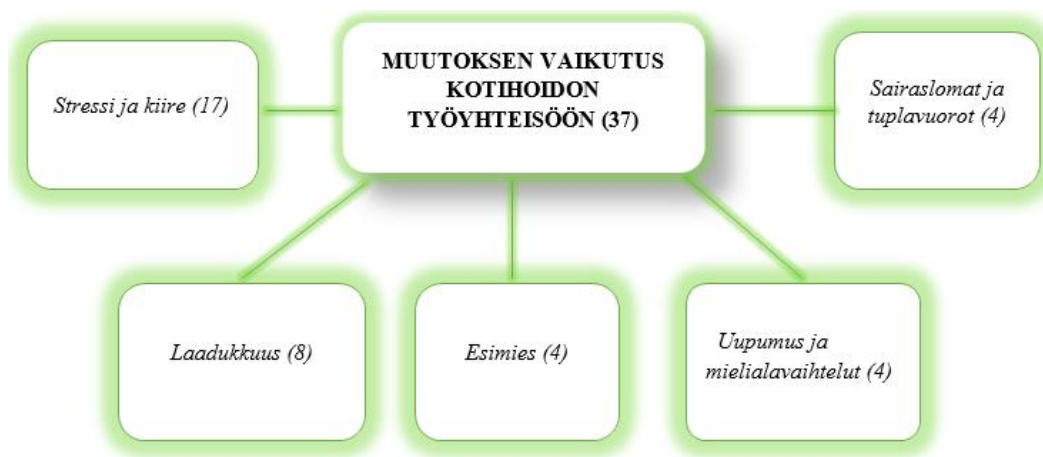 MUUTOKSEN VAIKUTUS
KOTIHOIDON
TYÖYHTEISÖÖN (37)
Stressi ja kiire (17)
Sairaslomat ja
tuplavuorot (4)
Laadukkuus (8)
Esimies (4)
Uupumus ja
mielialavaihtelut (4)